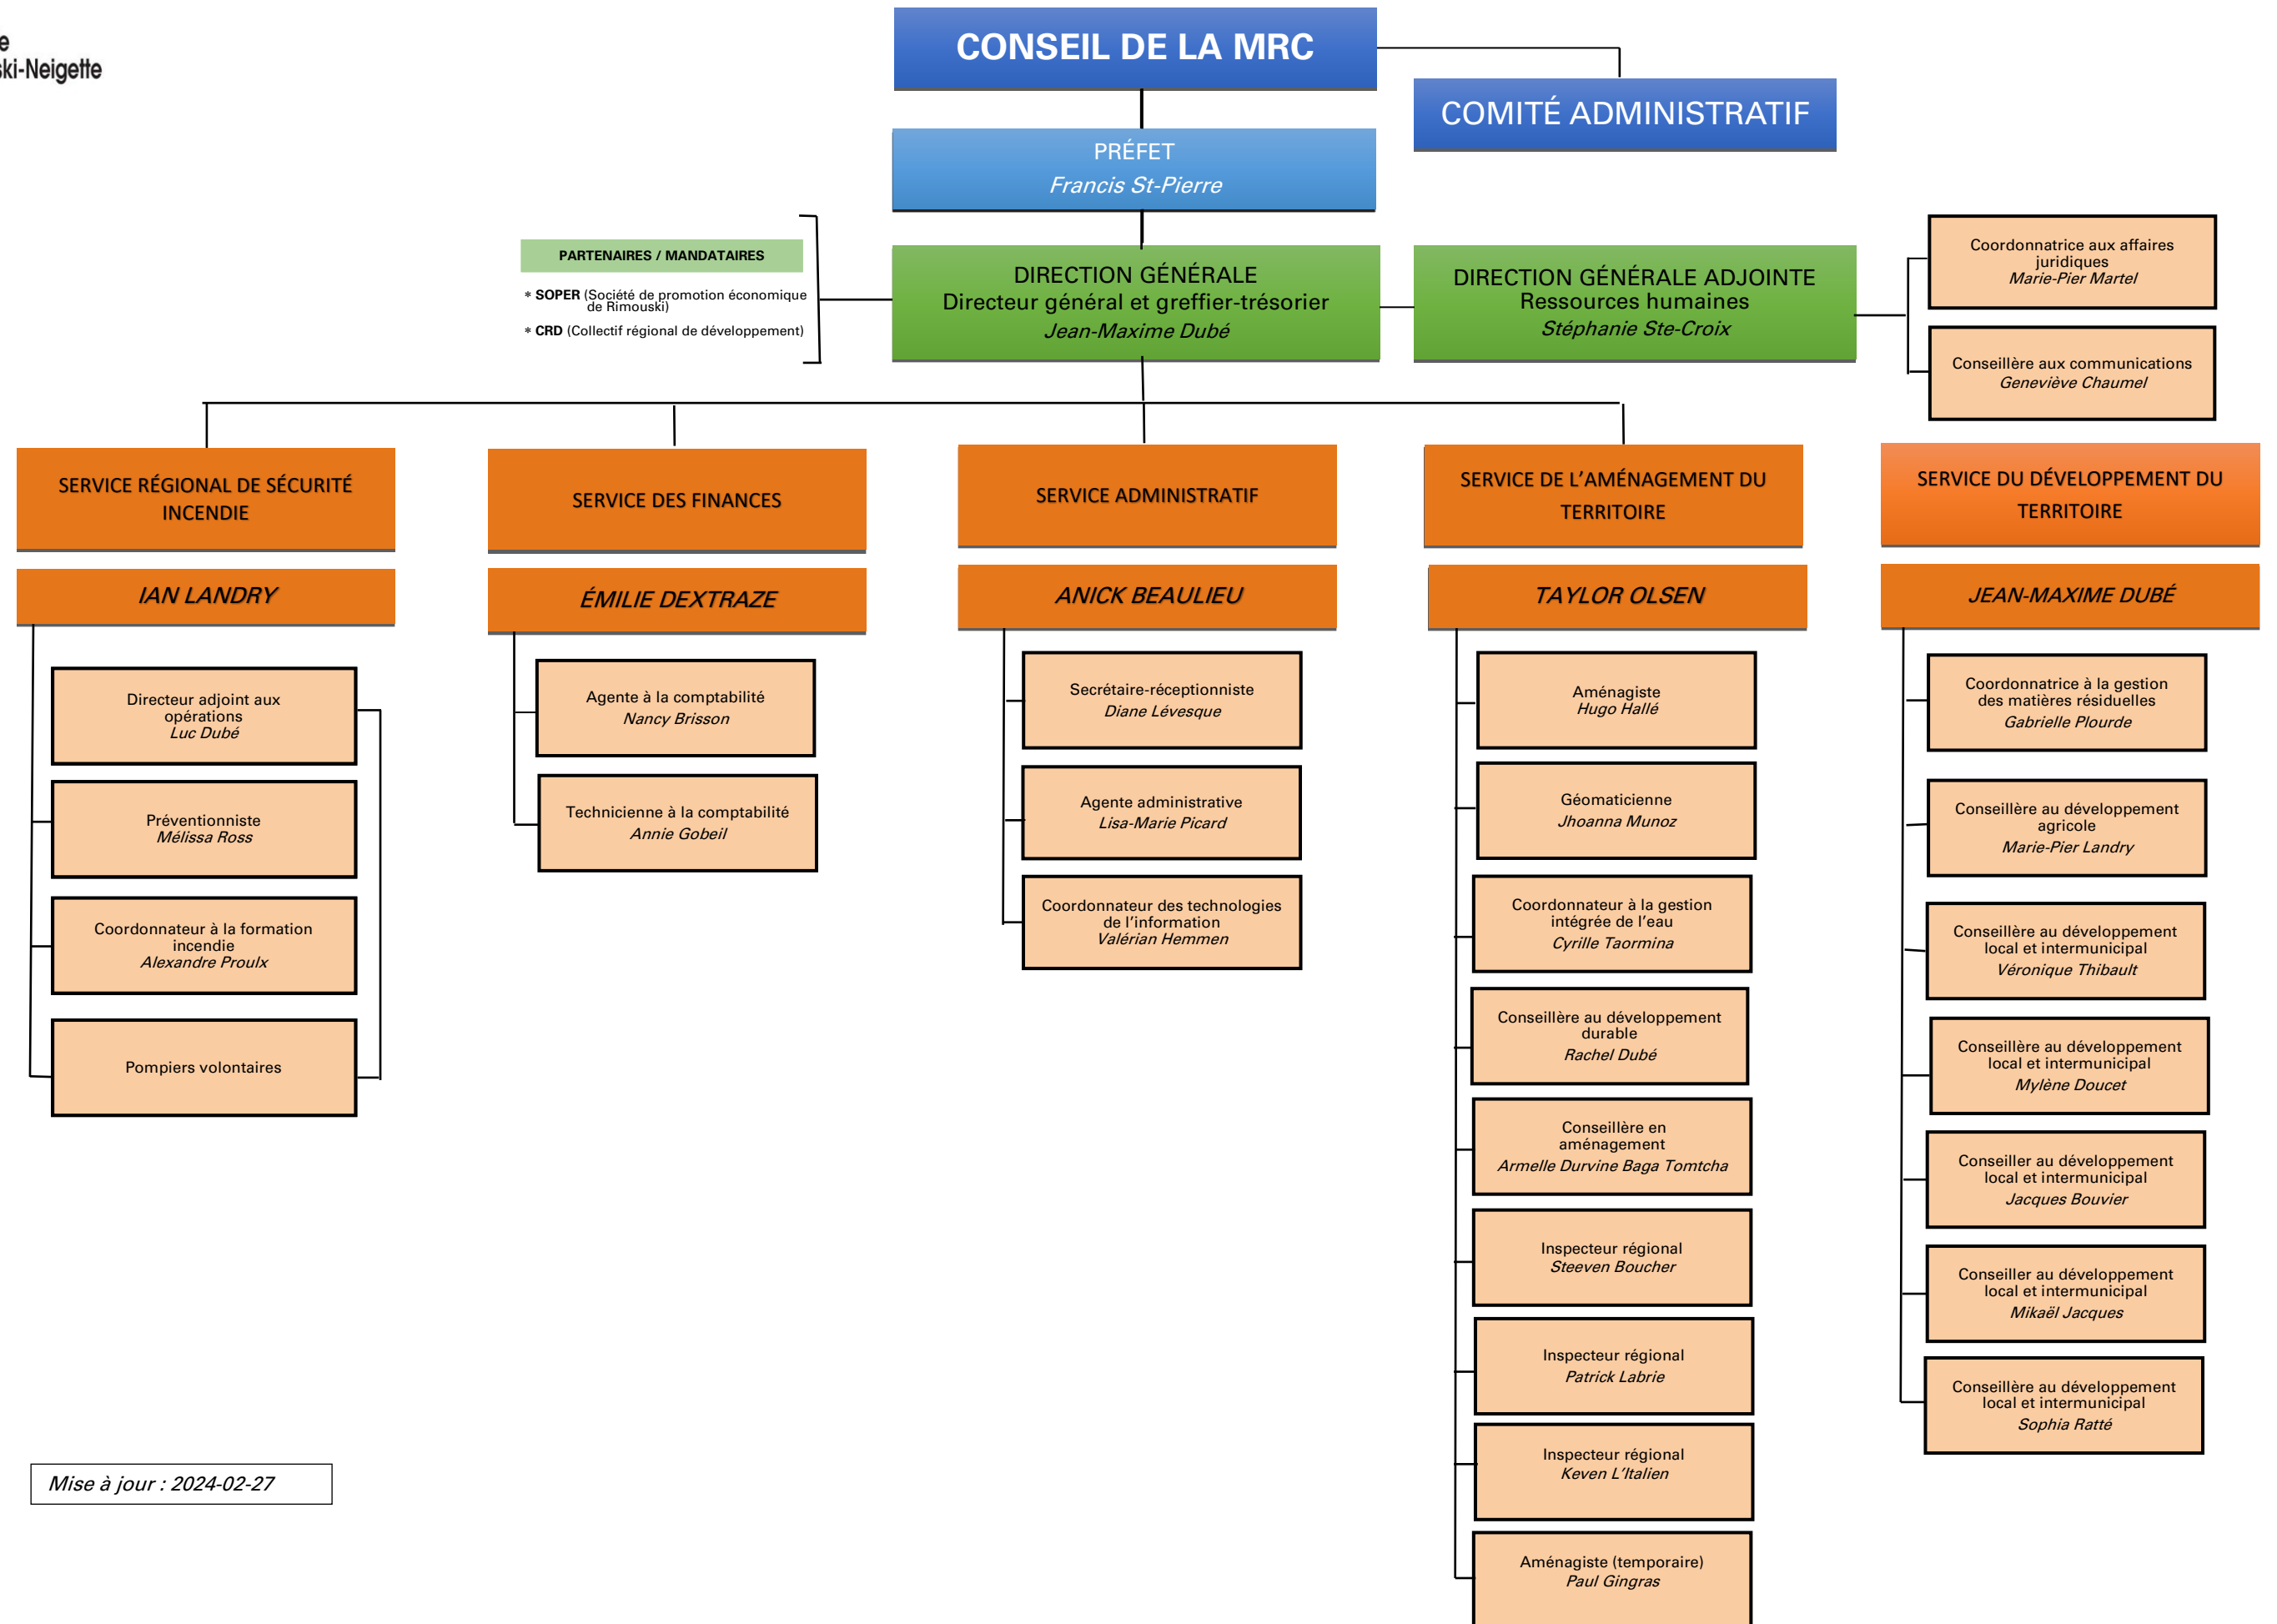 ski-Neigette
CONSEIL DE LA MRC
COMITÉ ADMINISTRATIF
PRÉFET
Francis St-Pierre
PARTENAIRES / MANDATAIRES
* SOPER (Société de promotion économique
de Rimouski)
* CRD (Collectif régional de développement)
DIRECTION GÉNÉRALE
Directeur général et greffier-trésorier
Jean-Maxime Dubé
DIRECTION GÉNÉRALE ADJOINTE
Ressources humaines
Stéphanie Ste-Croix
Coordonnatrice aux affaires
juridiques
Marie-Pier Martel
Conseillère aux communications
Geneviève Chaumel
SERVICE RÉGIONAL DE SÉCURITÉ
INCENDIE
IAN LANDRY
Directeur adjoint aux
opérations
Luc Dubé
Préventionniste
Mélissa Ross
Coordonnateur à la formation
incendie
Alexandre Proulx
Pompiers volontaires
SERVICE DES FINANCES
ÉMILIE DEXTRAZE
Agente à la comptabilité
Nancy Brisson
Technicienne à la comptabilité
Annie Gobeil
SERVICE ADMINISTRATIF
ANICK BEAULIEU
Secrétaire-réceptionniste
Diane Lévesque
Agente administrative
Lisa-Marie Picard
Coordonnateur des technologies
de l'information
Valérian Hemmen
SERVICE DE L'AMÉNAGEMENT DU
TERRITOIRE
TAYLOR OLSEN
Aménagiste
Hugo Hallé
Géomaticienne
Jhoanna Munoz
Coordonnateur à la gestion
intégrée de l'eau
Cyrille Taormina
Conseillère au développement
durable
Rachel Dubé
Conseillère en
aménagement
Armelle Durvine Baga Tomtcha
Inspecteur régional
Steeven Boucher
Inspecteur régional
Patrick Labrie
Inspecteur régional
Keven L'Italien
Aménagiste (temporaire)
Paul Gingras
SERVICE DU DÉVELOPPEMENT DU
TERRITOIRE
JEAN-MAXIME DUBÉ
Coordonnatrice à la gestion
des matières résiduelles
Gabrielle Plourde
Conseillère au développement
agricole
Marie-Pier Landry
Conseillère au développement
local et intermunicipal
Véronique Thibault
Conseillère au développement
local et intermunicipal
Mylène Doucet
Conseiller au développement
local et intermunicipal
Jacques Bouvier
Conseiller au développement
local et intermunicipal
Mikaël Jacques
Conseillère au développement
local et intermunicipal
Sophia Ratté
Mise à jour : 2024-02-27